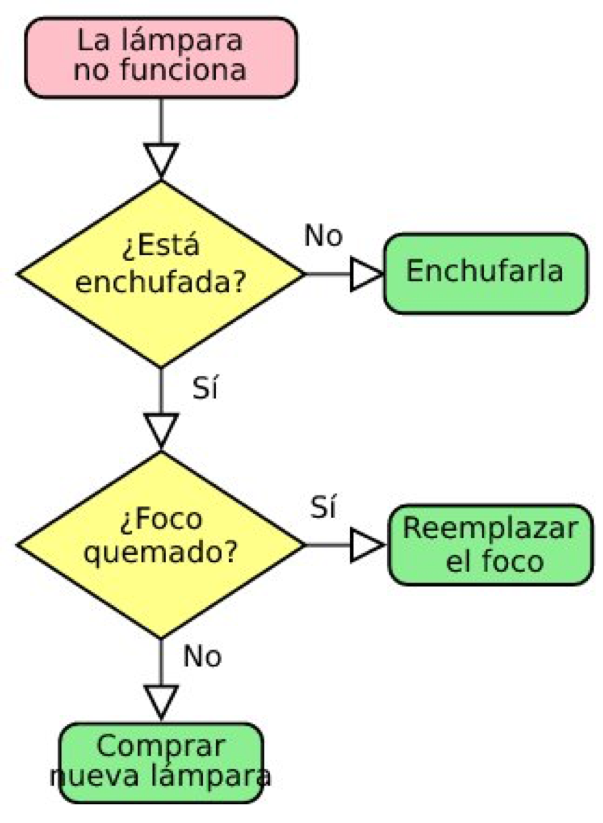 La lámpara
no funciona
¿Está
enchufada?
No
Enchufarla
Sí
¿Foco
quemado?
Sí
Reemplazar
el foco
No
Comprar
nueva lámpara